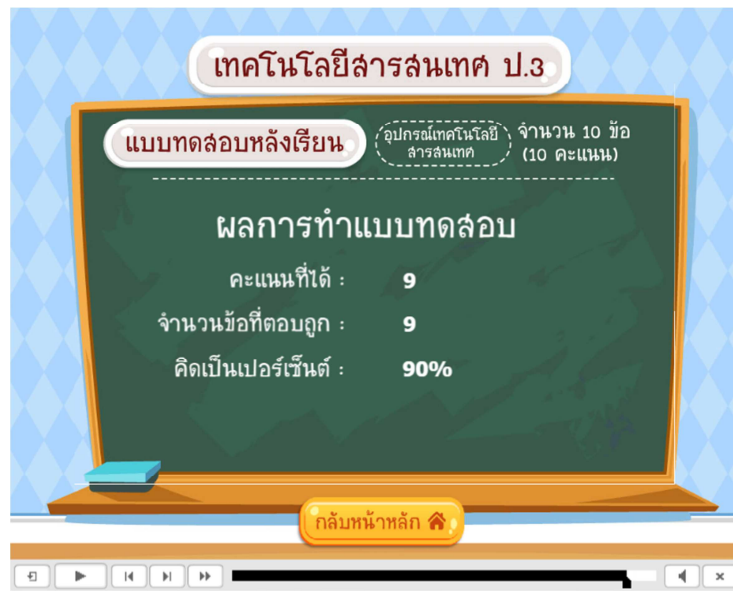 เทคโนโลยีสารสนเทศ ป.3
แบบทดสอบหลังเรียน
อุปกรณ์เทคโนโลยี
สารสนเทศ
จำนวน 10 ข้อ
(10 คะแนน)
ผลการทำแบบทดสอบ
คะแนนที่ได้ : 9
จำนวนข้อที่ตอบถูก : 9
คิดเป็นเปอร์เซ็นต์ : 90%
กลับหน้าหลัก